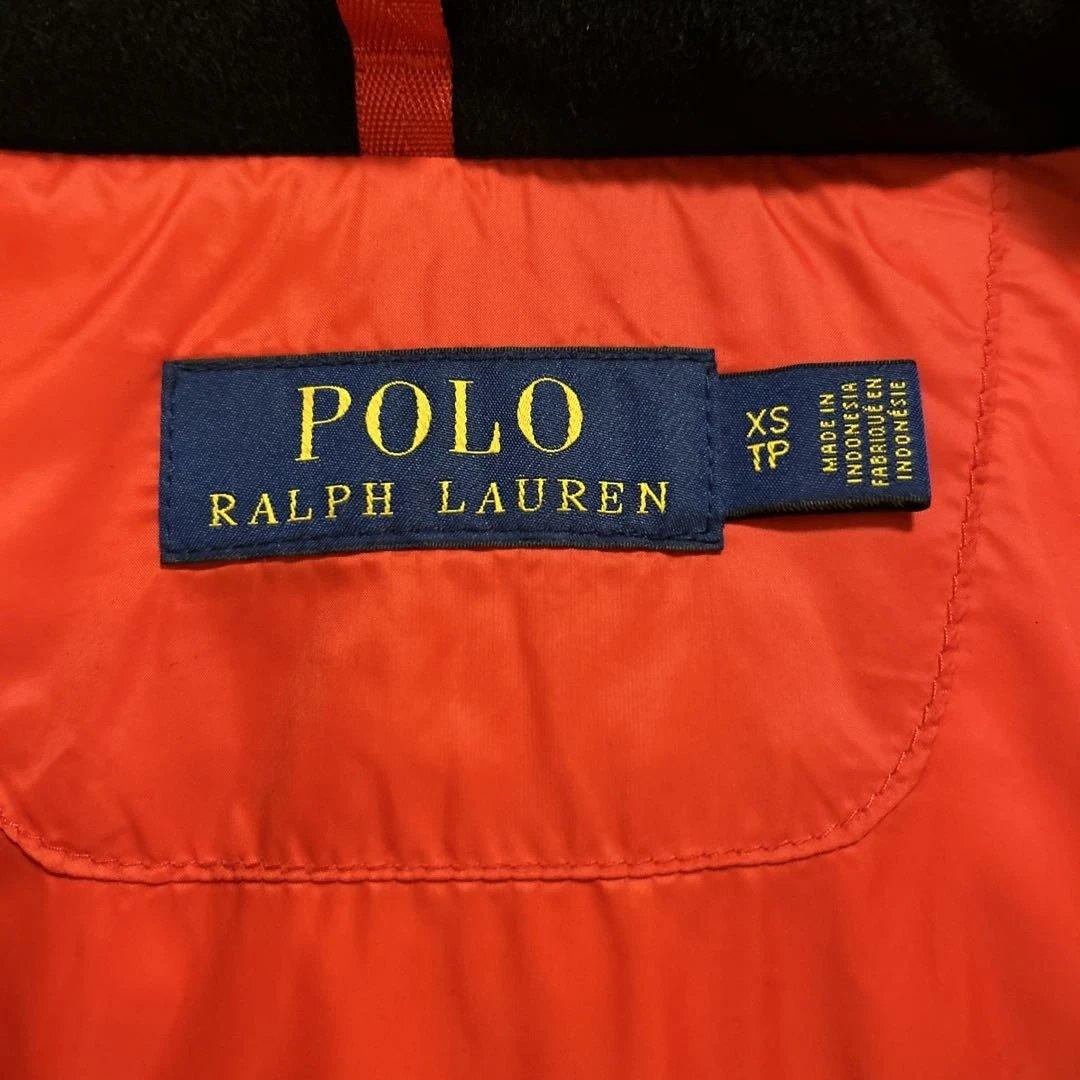 POLO
RALPH LAUREN
XS
TP
MADE IN
INDONESIA
FABRIQUÉ EN
INDONÉSIE